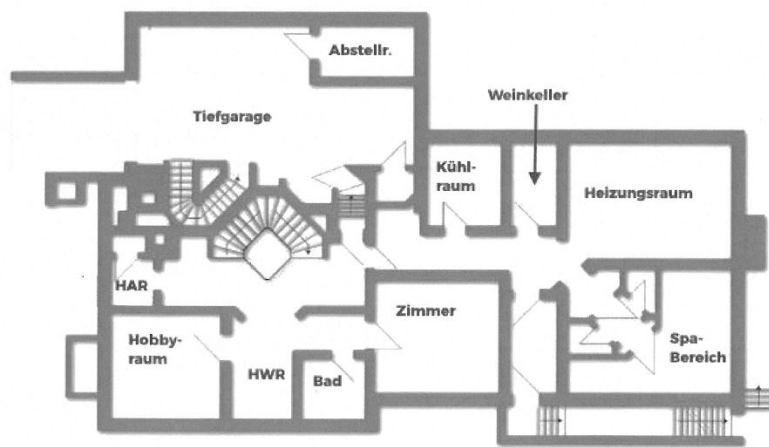 Abstellr.
Weinkeller
Tiefgarage
Kühl-
raum
Heizungsraum
HAR
Zimmer
Hobby-
raum
Spa-
Bereich
HWR
Bad